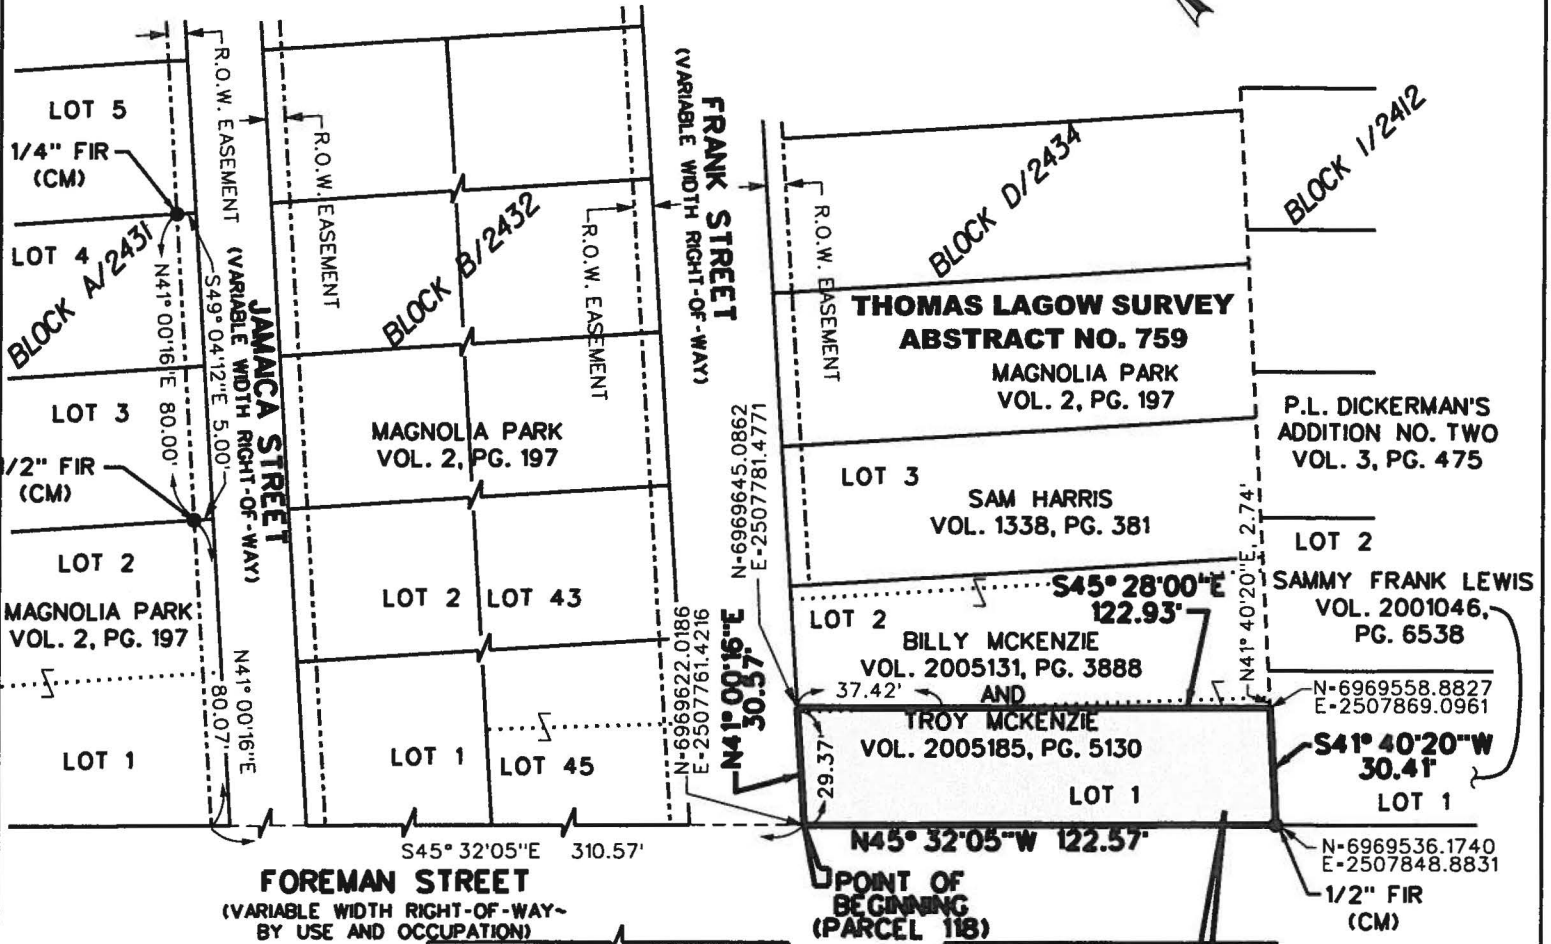 LOT 5
1/4" FIR
(CM)
LOT 4
BLOCK A/2431
LOT 3
1/2" FIR
(CM)
LOT 2
MAGNOLIA PARK
VOL. 2, PG. 197
LOT 1
R.O.W. EASEMENT
N41° 00'16"E 80.00'
S49° 04'12"E 5.00'
JAMAICA STREET
(VARIABLE WIDTH RIGHT-OF-WAY)
N41° 00'16"E
80.07'
R.O.W. EASEMENT
BLOCK B/2432
MAGNOLIA PARK
VOL. 2, PG. 197
LOT 2
LOT 43
LOT 1
LOT 45
R.O.W. EASEMENT
FRANK STREET
(VARIABLE WIDTH RIGHT-OF-WAY)
R.O.W. EASEMENT
BLOCK D/2434
BLOCK 1/2412
THOMAS LAGOW SURVEY
ABSTRACT NO. 759
MAGNOLIA PARK
VOL. 2, PG. 197
P.L. DICKERMAN'S
ADDITION NO. TWO
VOL. 3, PG. 475
N-6969645.0862
E-2507781.4771
LOT 3
SAM HARRIS
VOL. 1338, PG. 381
N41° 40'20"E, 2.74'
LOT 2
SAMMY FRANK LEWIS
VOL. 2001046,
PG. 6538
S45° 28'00"E
122.93'
LOT 2
BILLY MCKENZIE
VOL. 2005131, PG. 3888
AND
TROY MCKENZIE
VOL. 2005185, PG. 5130
37.42'
29.37'
LOT 1
N-6969622.0186
E-2507761.4216
N41° 00'16"E
30.57'
N-6969558.8827
E-2507869.0961
S41° 40'20"W
30.41'
LOT 1
N45° 32'05"W 122.57'
N-6969536.1740
E-2507848.8831
1/2" FIR
(CM)
S45° 32'05"E 310.57'
FOREMAN STREET
(VARIABLE WIDTH RIGHT-OF-WAY~
BY USE AND OCCUPATION)
POINT OF
BEGINNING
(PARCEL 118)